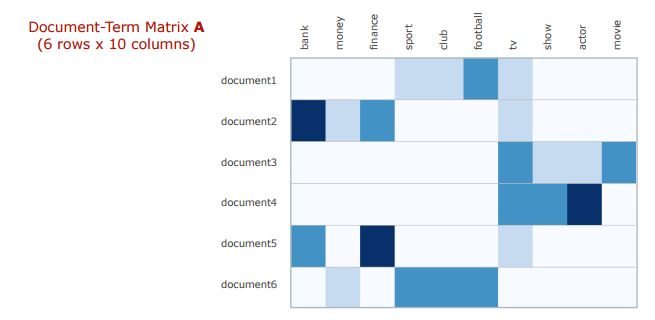 Document-Term Matrix A
(6 rows x 10 columns)
bank
money
finance
sport
club
football
tv
show
actor
movie
document1
document2
document3
document4
document5
document6